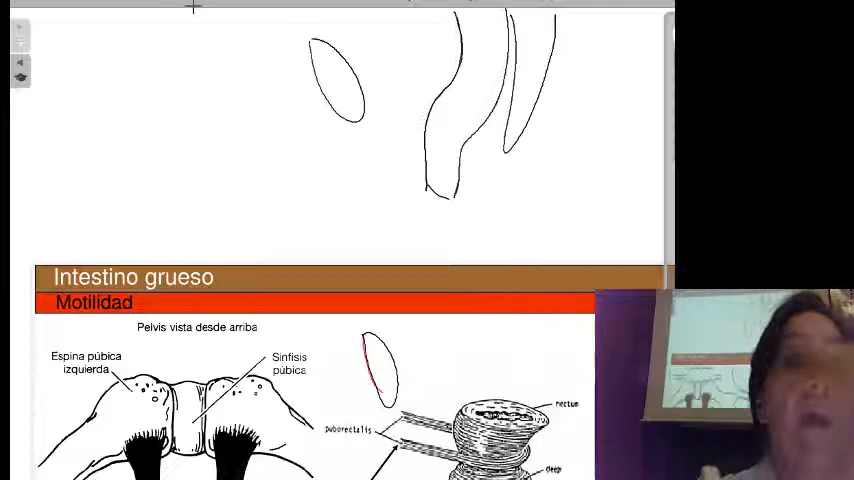 Intestino grueso
Motilidad
Pelvis vista desde arriba
Espina púbica
izquierda
Sinfisis
púbica
puborectalis
rectum
deep